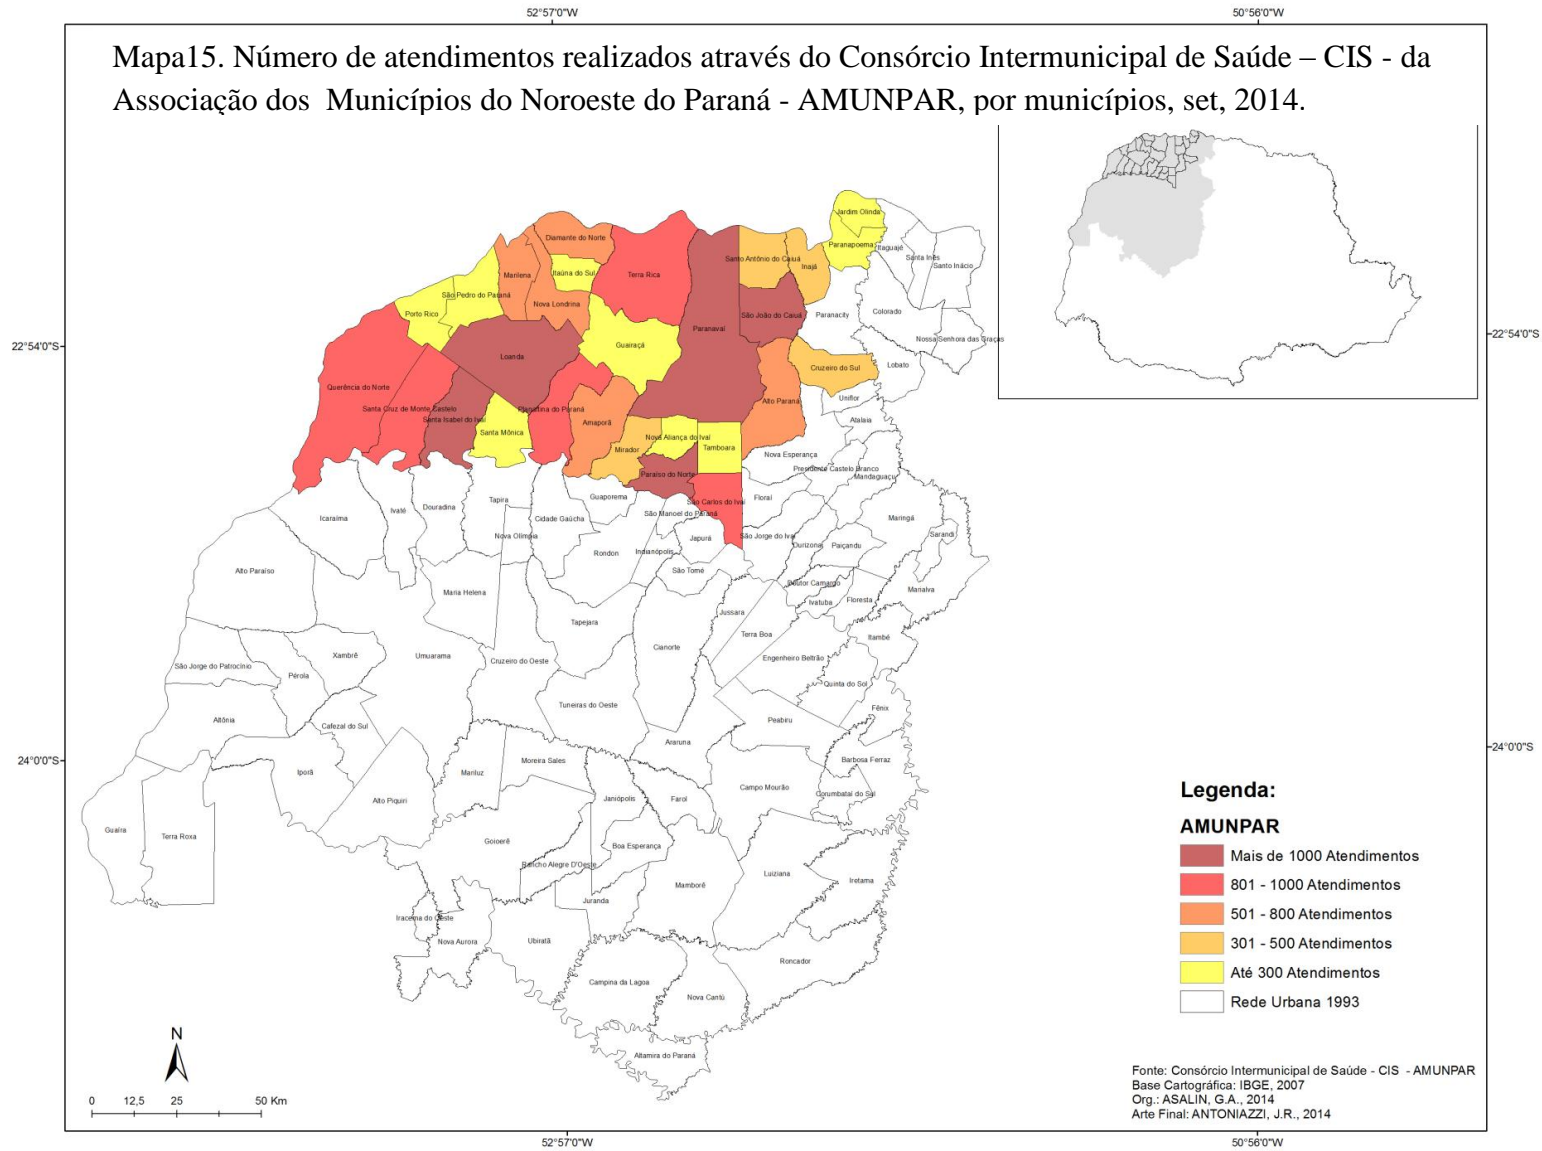 52°57'0"W
50°56'0"W
Mapa15. Número de atendimentos realizados através do Consórcio Intermunicipal de Saúde – CIS - da
Associação dos Municípios do Noroeste do Paraná - AMUNPAR, por municípios, set, 2014.
Jardim Olinda
Paranapoema
Itaguajé
Santa Inês
Santo Inácio
Diamante do Norte
Marilena
Itaúna do Sul
Terra Rica
Santo Antônio do Caiuá
Inajá
São Pedro do Paraná
Porto Rico
Nova Londrina
Paranavaí
São João do Caiuá
Paranacity
Colorado
22°54'0"S
22°54'0"S
Nossa Senhora das Graças
Guairaçá
Loanda
Lobato
Cruzeiro do Sul
Querência do Norte
Uniflor
Alto Paraná
Santa Cruz de Monte Castelo
Santa Isabel do Ivaí
Planaltina do Paraná
Atalaia
Amaporã
Santa Mônica
Nova Aliança do Ivaí
Mirador
Tamboara
Nova Esperança
Presidente Castelo Branco
Mandaguaçu
Paraíso do Norte
Guaporema
São Carlos do Ivaí
Floraí
Tapira
Douradina
Ivaté
Icaraíma
Cidade Gaúcha
São Manoel do Paraná
Maringá
Nova Olímpia
Japurá
São Jorge do Ivaí
Sarandi
Ourizona
Paiçandu
Rondon
Indianópolis
São Tomé
Alto Paraíso
Doutor Camargo
Maria Helena
Ivatuba
Floresta
Marialva
Jussara
Tapejara
Terra Boa
Itambé
Cianorte
Xambrê
Umuarama
Cruzeiro do Oeste
Engenheiro Beltrão
São Jorge do Patrocínio
Pérola
Quinta do Sol
Tuneiras do Oeste
Fênix
Altônia
Cafezal do Sul
Peabiru
Araruna
24°0'0"S
24°0'0"S
Moreira Sales
Barbosa Ferraz
Iporã
Mariluz
Campo Mourão
Corumbataí do Sul
Alto Piquiri
Janiópolis
Farol
Guaíra
Terra Roxa
Goioerê
Boa Esperança
Rancho Alegre D'Oeste
Luiziana
Iretama
Mamborê
Juranda
Iracema do Oeste
Nova Aurora
Ubiratã
Roncador
Campina da Lagoa
Nova Cantú
Altamira do Paraná
Legenda:
AMUNPAR
Mais de 1000 Atendimentos
801 - 1000 Atendimentos
501 - 800 Atendimentos
301 - 500 Atendimentos
Até 300 Atendimentos
Rede Urbana 1993
N
0 12,5 25 50 Km
Fonte: Consórcio Intermunicipal de Saúde - CIS - AMUNPAR
Base Cartográfica: IBGE, 2007
Org.: ASALIN, G.A., 2014
Arte Final: ANTONIAZZI, J.R., 2014
52°57'0"W
50°56'0"W